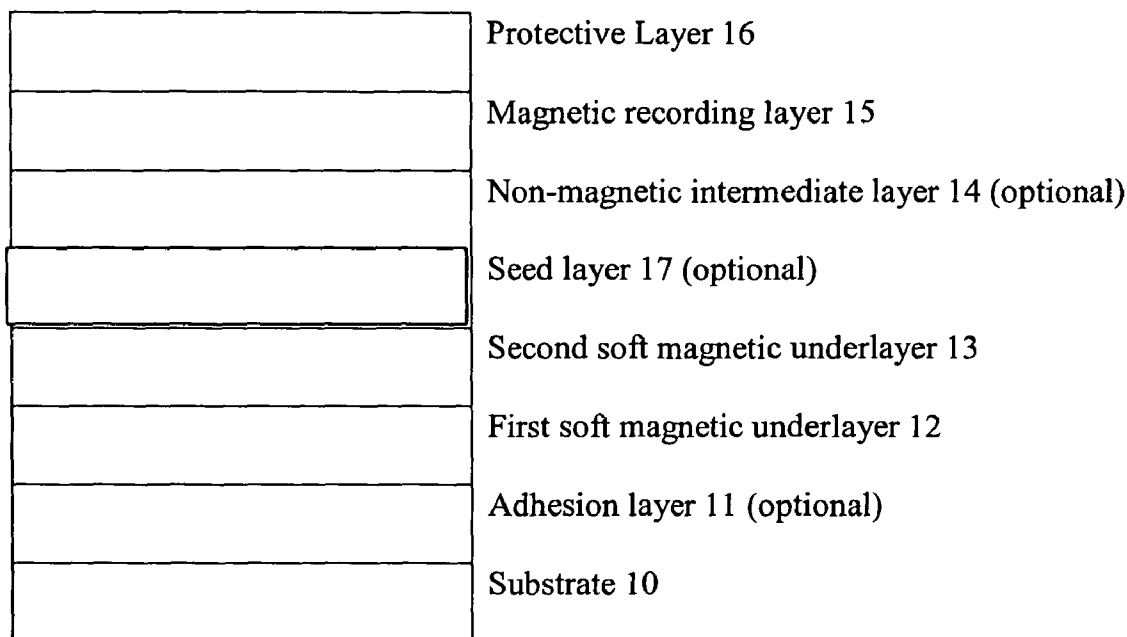 Protective Layer 16
Magnetic recording layer 15
Non-magnetic intermediate layer 14 (optional)
Seed layer 17 (optional)
Second soft magnetic underlayer 13
First soft magnetic underlayer 12
Adhesion layer 11 (optional)
Substrate 10